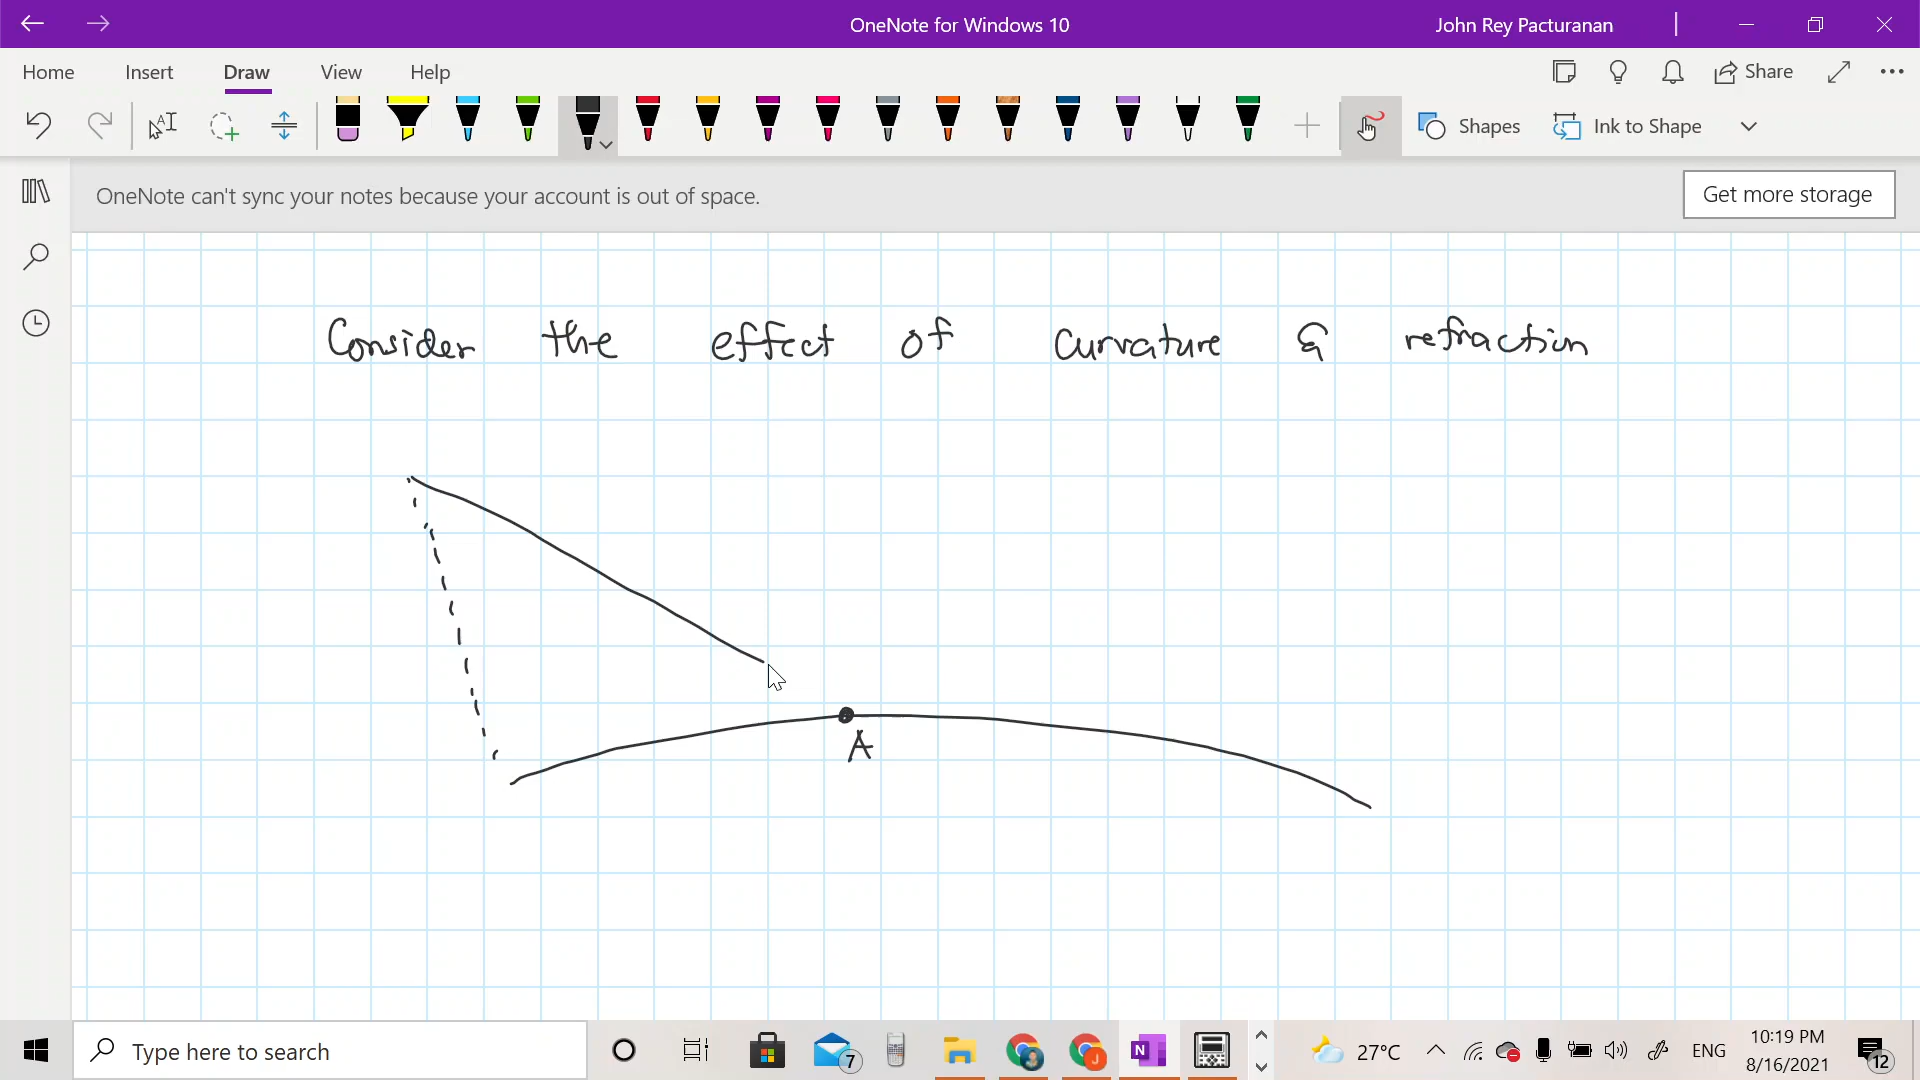 OneNote for Windows 10
John Rey Pacturanan
Home Insert Draw View Help
Share
Shapes
Ink to Shape
OneNote can't sync your notes because your account is out of space.
Get more storage
Consider the effect of curvature & refraction
A
Type here to search
7
27°C
ENG
10:19 PM
8/16/2021
12